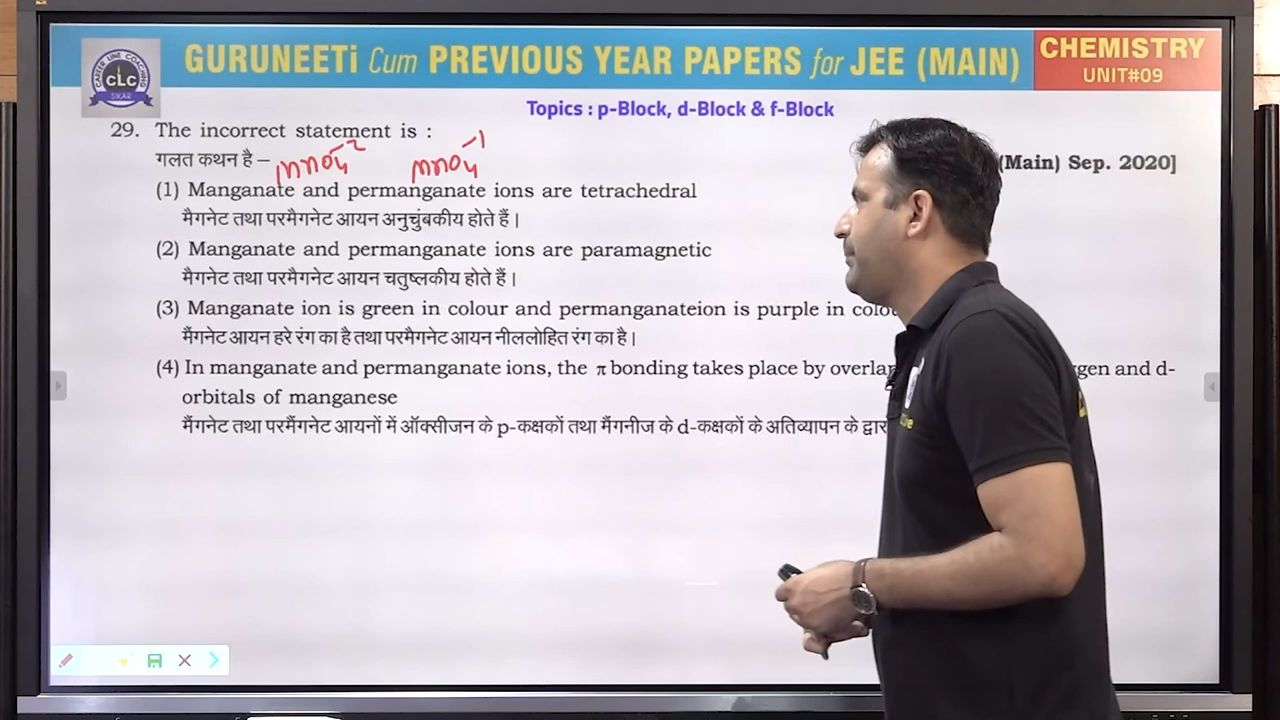 GURUNEETi Cum PREVIOUS YEAR PAPERS for JEE (MAIN)
CHEMISTRY
UNIT#09
CAREER LINE COACHING
CLC
SIKAR
Topics : p-Block, d-Block & f-Block
29. The incorrect statement is :
गलत कथन है –
mno4-2 mno4-1
(Main) Sep. 2020]
(1) Manganate and permanganate ions are tetrachedral
मैगनेट तथा परमैगनेट आयन अनुचुंबकीय होते हैं।
(2) Manganate and permanganate ions are paramagnetic
मैगनेट तथा परमैगनेट आयन चतुष्लकीय होते हैं।
(3) Manganate ion is green in colour and permanganateion is purple in
मैंगनेट आयन हरे रंग का है तथा परमैगनेट आयन नीललोहित रंग का है।
(4) In manganate and permanganate ions, the π bonding takes place by and d-
orbitals of manganese
मैंगनेट तथा परमैंगनेट आयनों में ऑक्सीजन के p-कक्षकों तथा मैंगनीज के d-कक्षकों के अतिव्यापन के